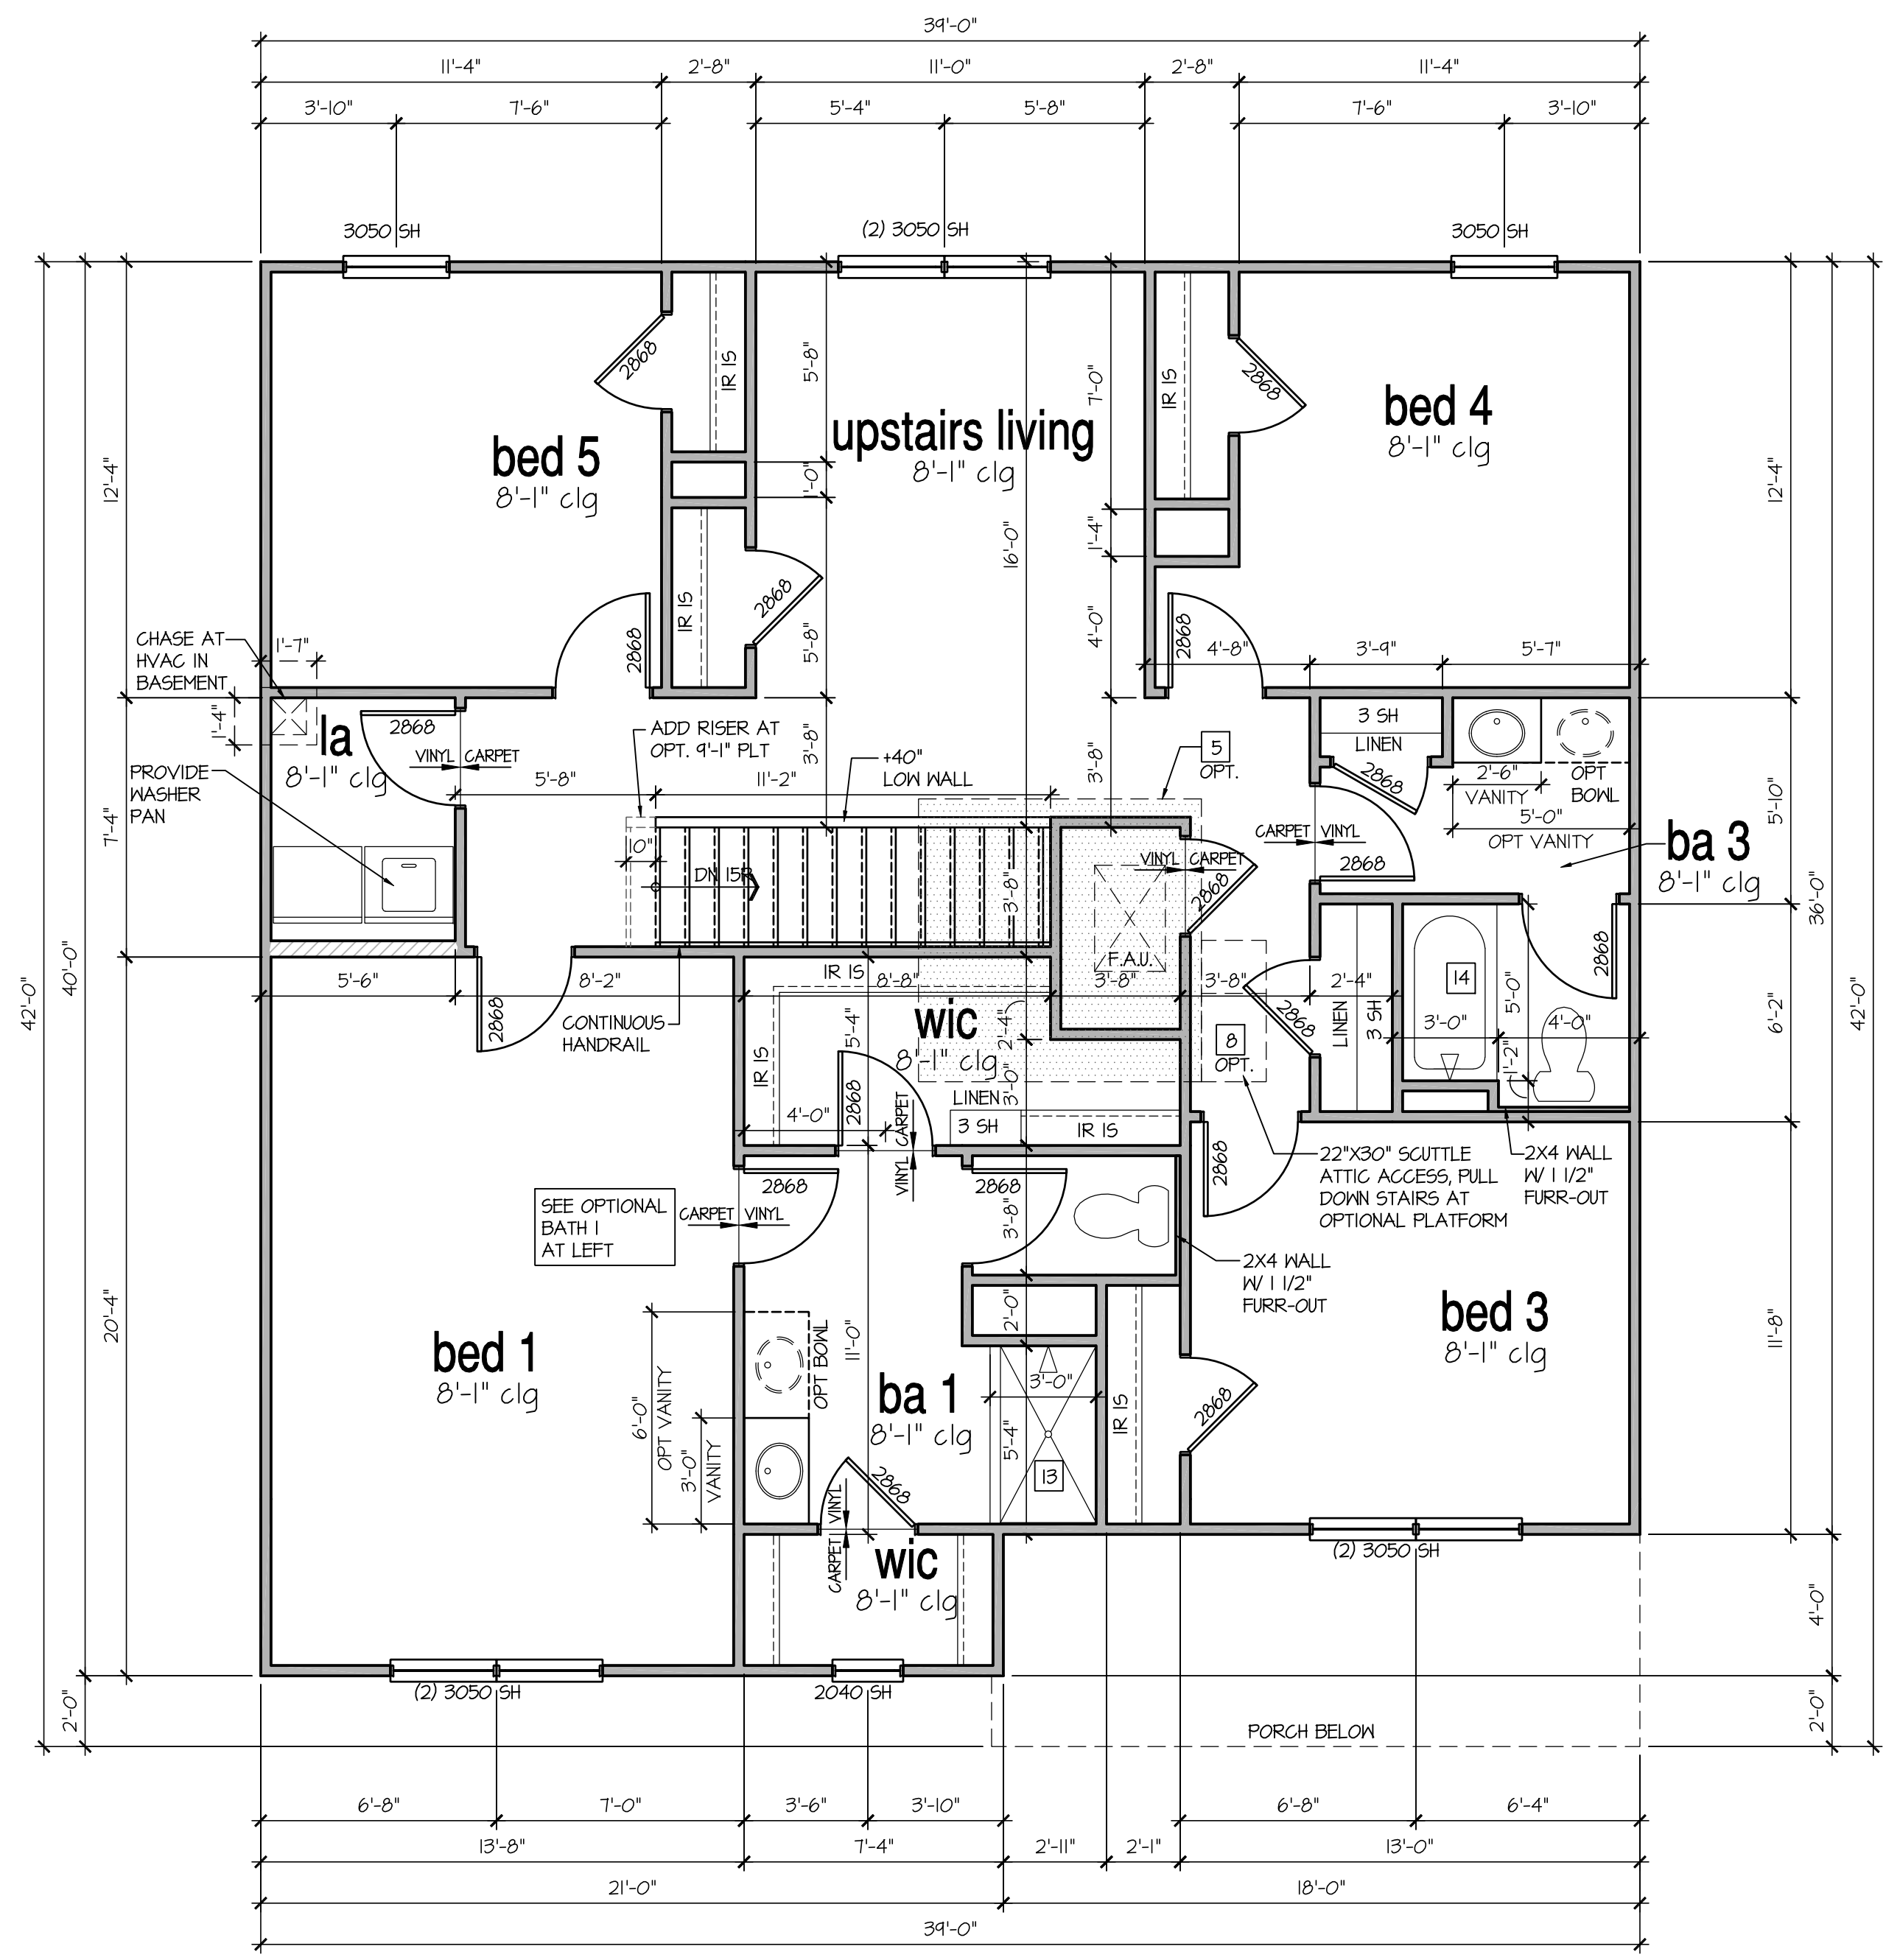 39'-0"
11'-4" 2'-8" 11'-0" 2'-8" 11'-4"
3'-10" 7'-6" 5'-4" 5'-8" 7'-6" 3'-10"
3050 SH
(2) 3050 SH
3050 SH
12'-4"
2868
IR IS
5'-8"
7'-0"
IR IS
2868
12'-4"
bed 5
8'-1" clg
upstairs living
8'-1" clg
bed 4
8'-1" clg
1'-0"
16'-0"
1'-4"
IR IS
2868
5'-8"
4'-0"
2868
2868
4'-8" 3'-9" 5'-7"
CHASE AT
HVAC IN
BASEMENT
1'-7"
1'-4"
la
8'-1" clg
2868
VINYL CARPET
PROVIDE
WASHER
PAN
7'-4"
5'-8"
ADD RISER AT
OPT. 9'-1" PLT
11'-2"
3'-8"
+40"
LOW WALL
3'-8"
5
OPT.
3 SH
LINEN
2868
2'-6"
VANITY
OPT
BOWL
5'-0"
OPT VANITY
5'-10"
CARPET VINYL
2868
ba 3
8'-1" clg
10"
DN 15R
3'-8"
VINYL CARPET
2868
F.A.U.
36'-0"
42'-0"
40'-0"
42'-0"
5'-6" 8'-2" 8'-8" 3'-8" 3'-8" 2'-4"
2868
CONTINUOUS
HANDRAIL
IR IS
IR IS
5'-4"
wic
8'-1" clg
2'-4"
3'-0"
LINEN
3 SH
IR IS
4'-0"
2868
CARPET
VINYL
8
OPT.
2868
LINEN
3 SH
14
3'-0"
5'-0"
4'-0"
1'-2"
2868
6'-2"
22"X30" SCUTTLE
ATTIC ACCESS, PULL
DOWN STAIRS AT
OPTIONAL PLATFORM
2X4 WALL
W/ 1 1/2"
FURR-OUT
2868
2868
2868
3'-8"
SEE OPTIONAL
BATH 1
AT LEFT
CARPET VINYL
2X4 WALL
W/ 1 1/2"
FURR-OUT
20'-4"
bed 1
8'-1" clg
6'-0"
OPT VANITY
3'-0"
VANITY
OPT BOWL
11'-0"
2'-0"
ba 1
8'-1" clg
3'-0"
5'-4"
13
IR IS
2868
bed 3
8'-1" clg
11'-8"
2868
VINYL
CARPET
wic
8'-1" clg
(2) 3050 SH
4'-0"
(2) 3050 SH
2040 SH
2'-0"
PORCH BELOW
2'-0"
6'-8" 7'-0" 3'-6" 3'-10" 6'-8" 6'-4"
13'-8" 7'-4" 2'-11" 2'-1" 13'-0"
21'-0" 18'-0"
39'-0"